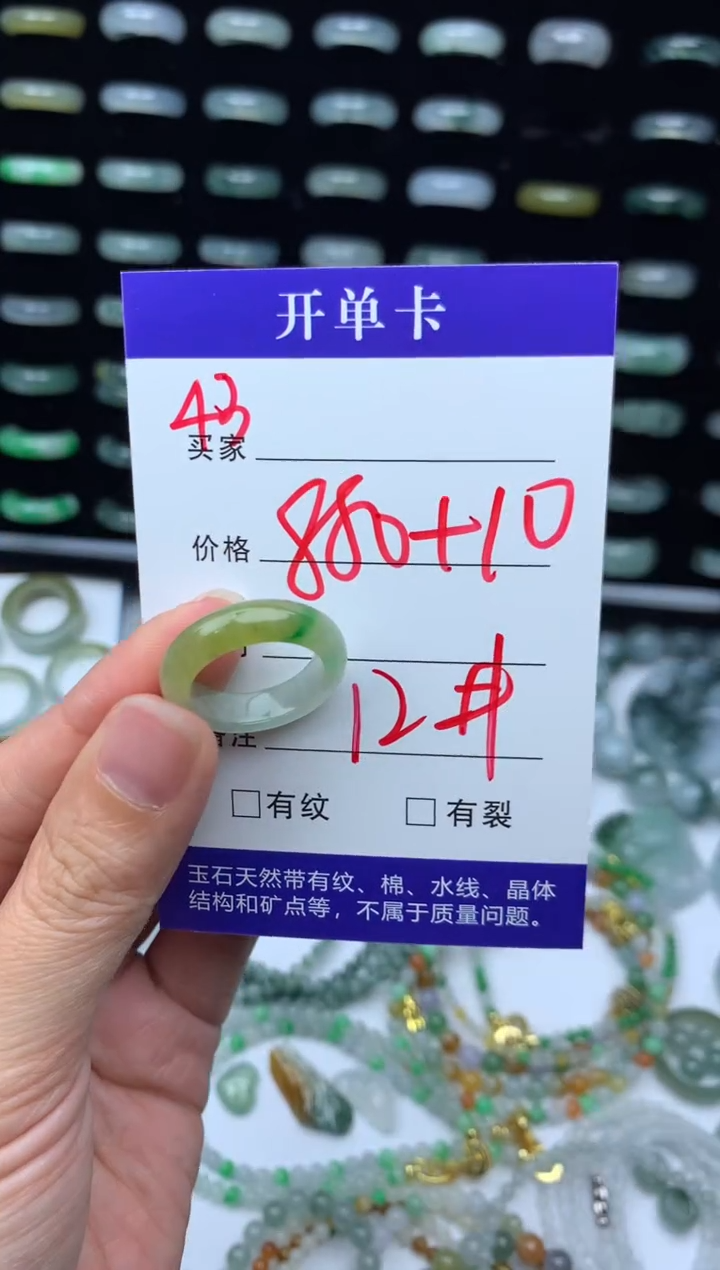 开单卡
43
买家
价格 880+10
备注 12#
□有纹 □有裂
玉石天然带有纹、棉、水线、晶体
结构和矿点等，不属于质量问题。